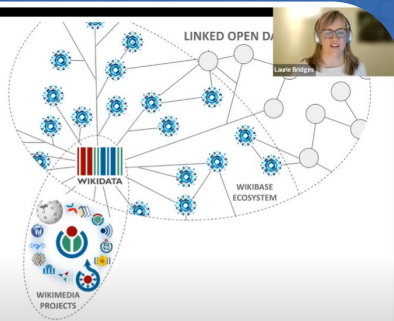 LINKED OPEN DA
Laurie Bridges
WIKIDATA
WIKIBASE
ECOSYSTEM
WIKIMEDIA
PROJECTS